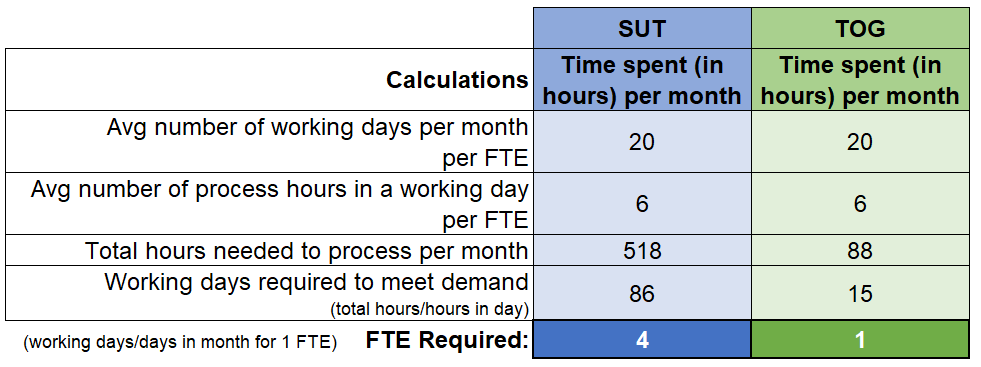 SUT TOG
Calculations Time spent (in hours) per month Time spent (in hours) per month
Avg number of working days per month per FTE 20 20
Avg number of process hours in a working day per FTE 6 6
Total hours needed to process per month 518 88
Working days required to meet demand (total hours/hours in day) 86 15
(working days/days in month for 1 FTE) FTE Required: 4 1